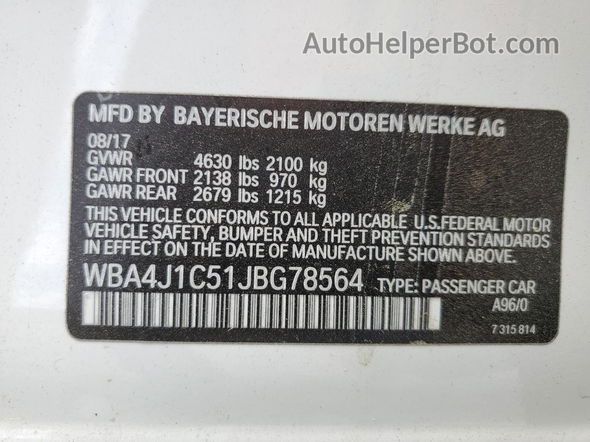 AutoHelperBot.com
MFD BY BAYERISCHE MOTOREN WERKE AG
08/17
GVWR 4630 lbs 2100 kg
GAWR FRONT 2138 lbs 970 kg
GAWR REAR 2679 lbs 1215 kg
THIS VEHICLE CONFORMS TO ALL APPLICABLE U.S.FEDERAL MOTOR
VEHICLE SAFETY, BUMPER AND THEFT PREVENTION STANDARDS
IN EFFECT ON THE DATE OF MANUFACTURE SHOWN ABOVE.
WBA4J1C51JBG78564 TYPE: PASSENGER CAR
A96/0
7 315 814